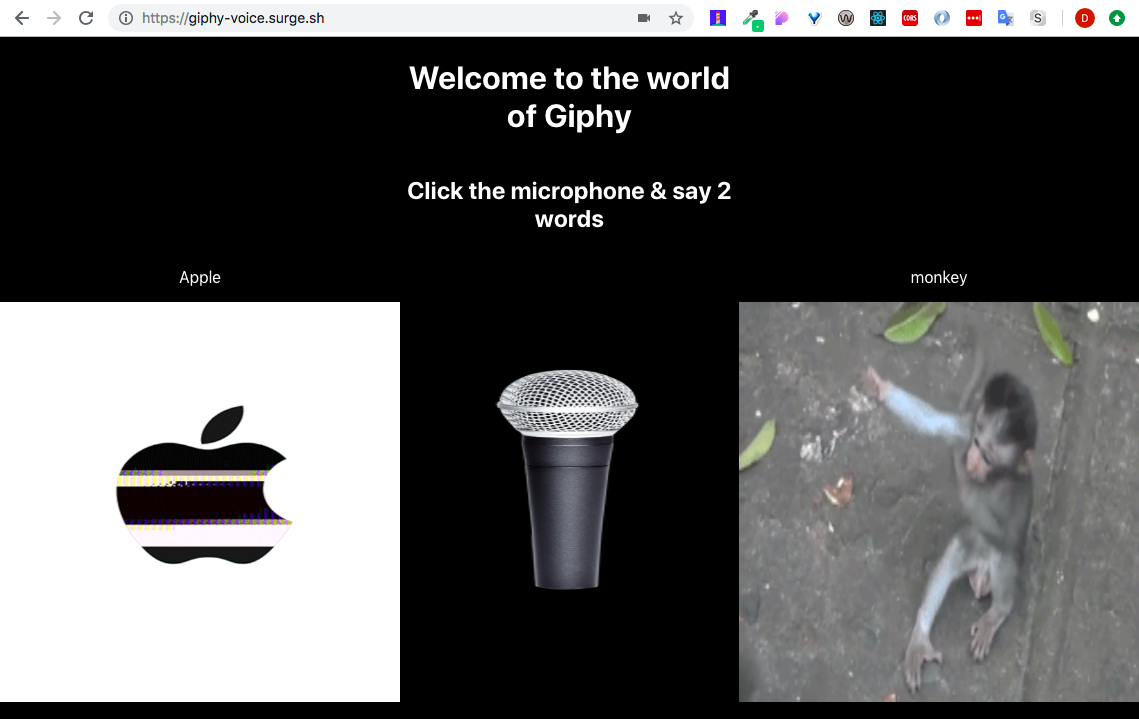 https://giphy-voice.surge.sh
CORS
D
S
Welcome to the world
of Giphy
Click the microphone & say 2
words
Apple
monkey